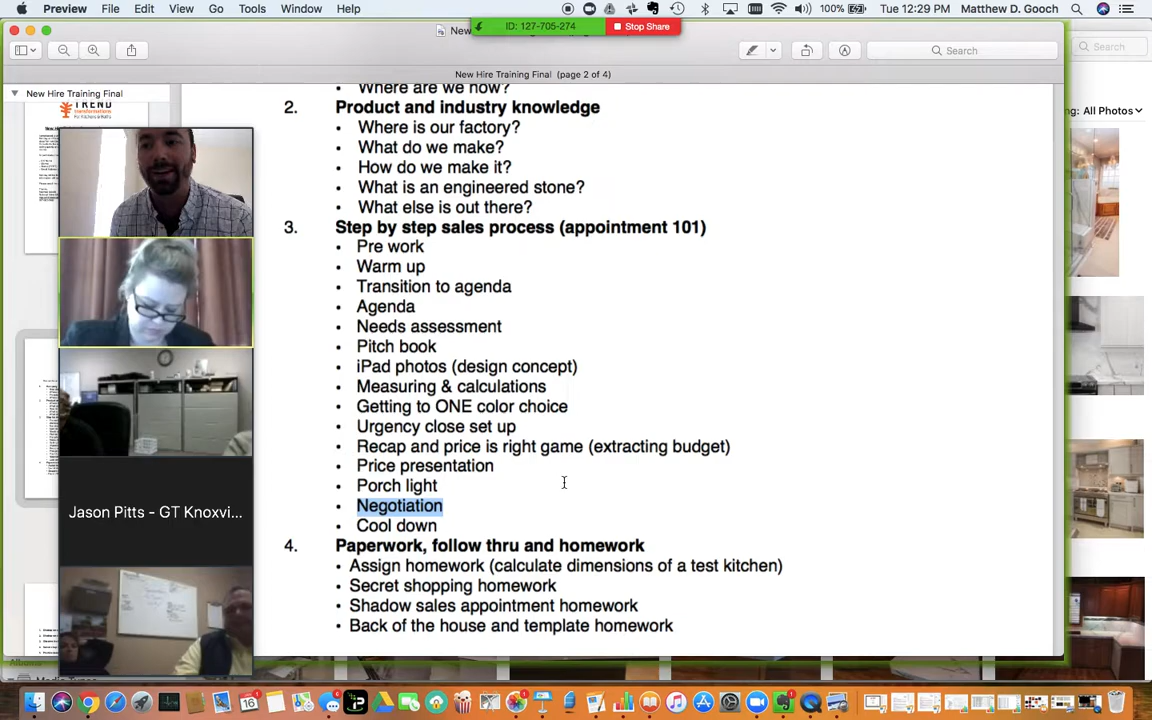 Preview File Edit View Go Tools Window Help
100% Tue 12:29 PM Matthew D. Gooch
ID: 127-705-274 Stop Share
New
Search
Search
New Hire Training Final (page 2 of 4)
New Hire Training Final
ng: All Photos
TREND
transformations
Where are we now?
2. Product and industry knowledge
• Where is our factory?
• What do we make?
• How do we make it?
• What is an engineered stone?
• What else is out there?
3. Step by step sales process (appointment 101)
• Pre work
• Warm up
• Transition to agenda
• Agenda
• Needs assessment
• Pitch book
• iPad photos (design concept)
• Measuring & calculations
• Getting to ONE color choice
• Urgency close set up
• Recap and price is right game (extracting budget)
• Price presentation
• Porch light
• Negotiation
• Cool down
4. Paperwork, follow thru and homework
• Assign homework (calculate dimensions of a test kitchen)
• Secret shopping homework
• Shadow sales appointment homework
• Back of the house and template homework
Jason Pitts - GT Knoxvi...